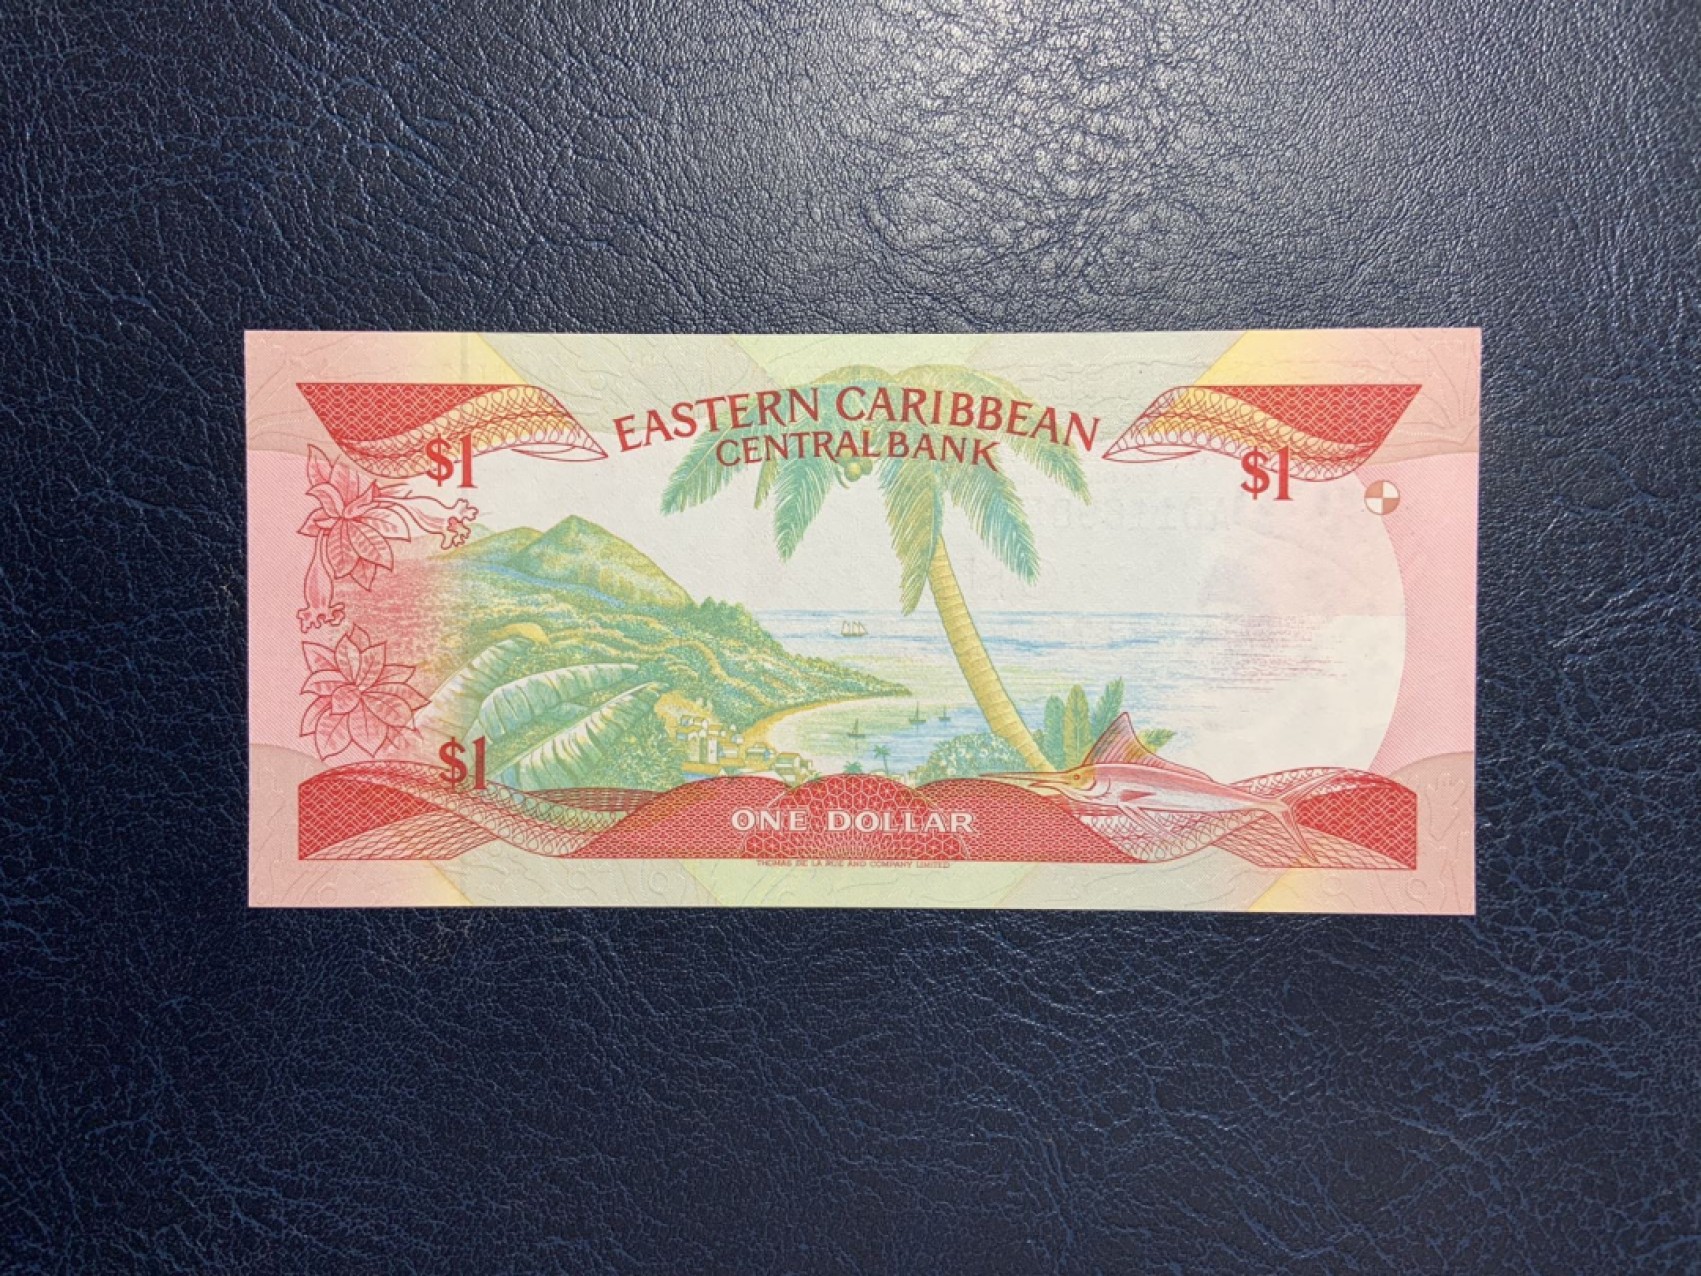 EASTERN CARIBBEAN
CENTRAL BANK
$1
$1
$1
ONE DOLLAR
THOMAS DE LA RUE AND COMPANY LIMITED